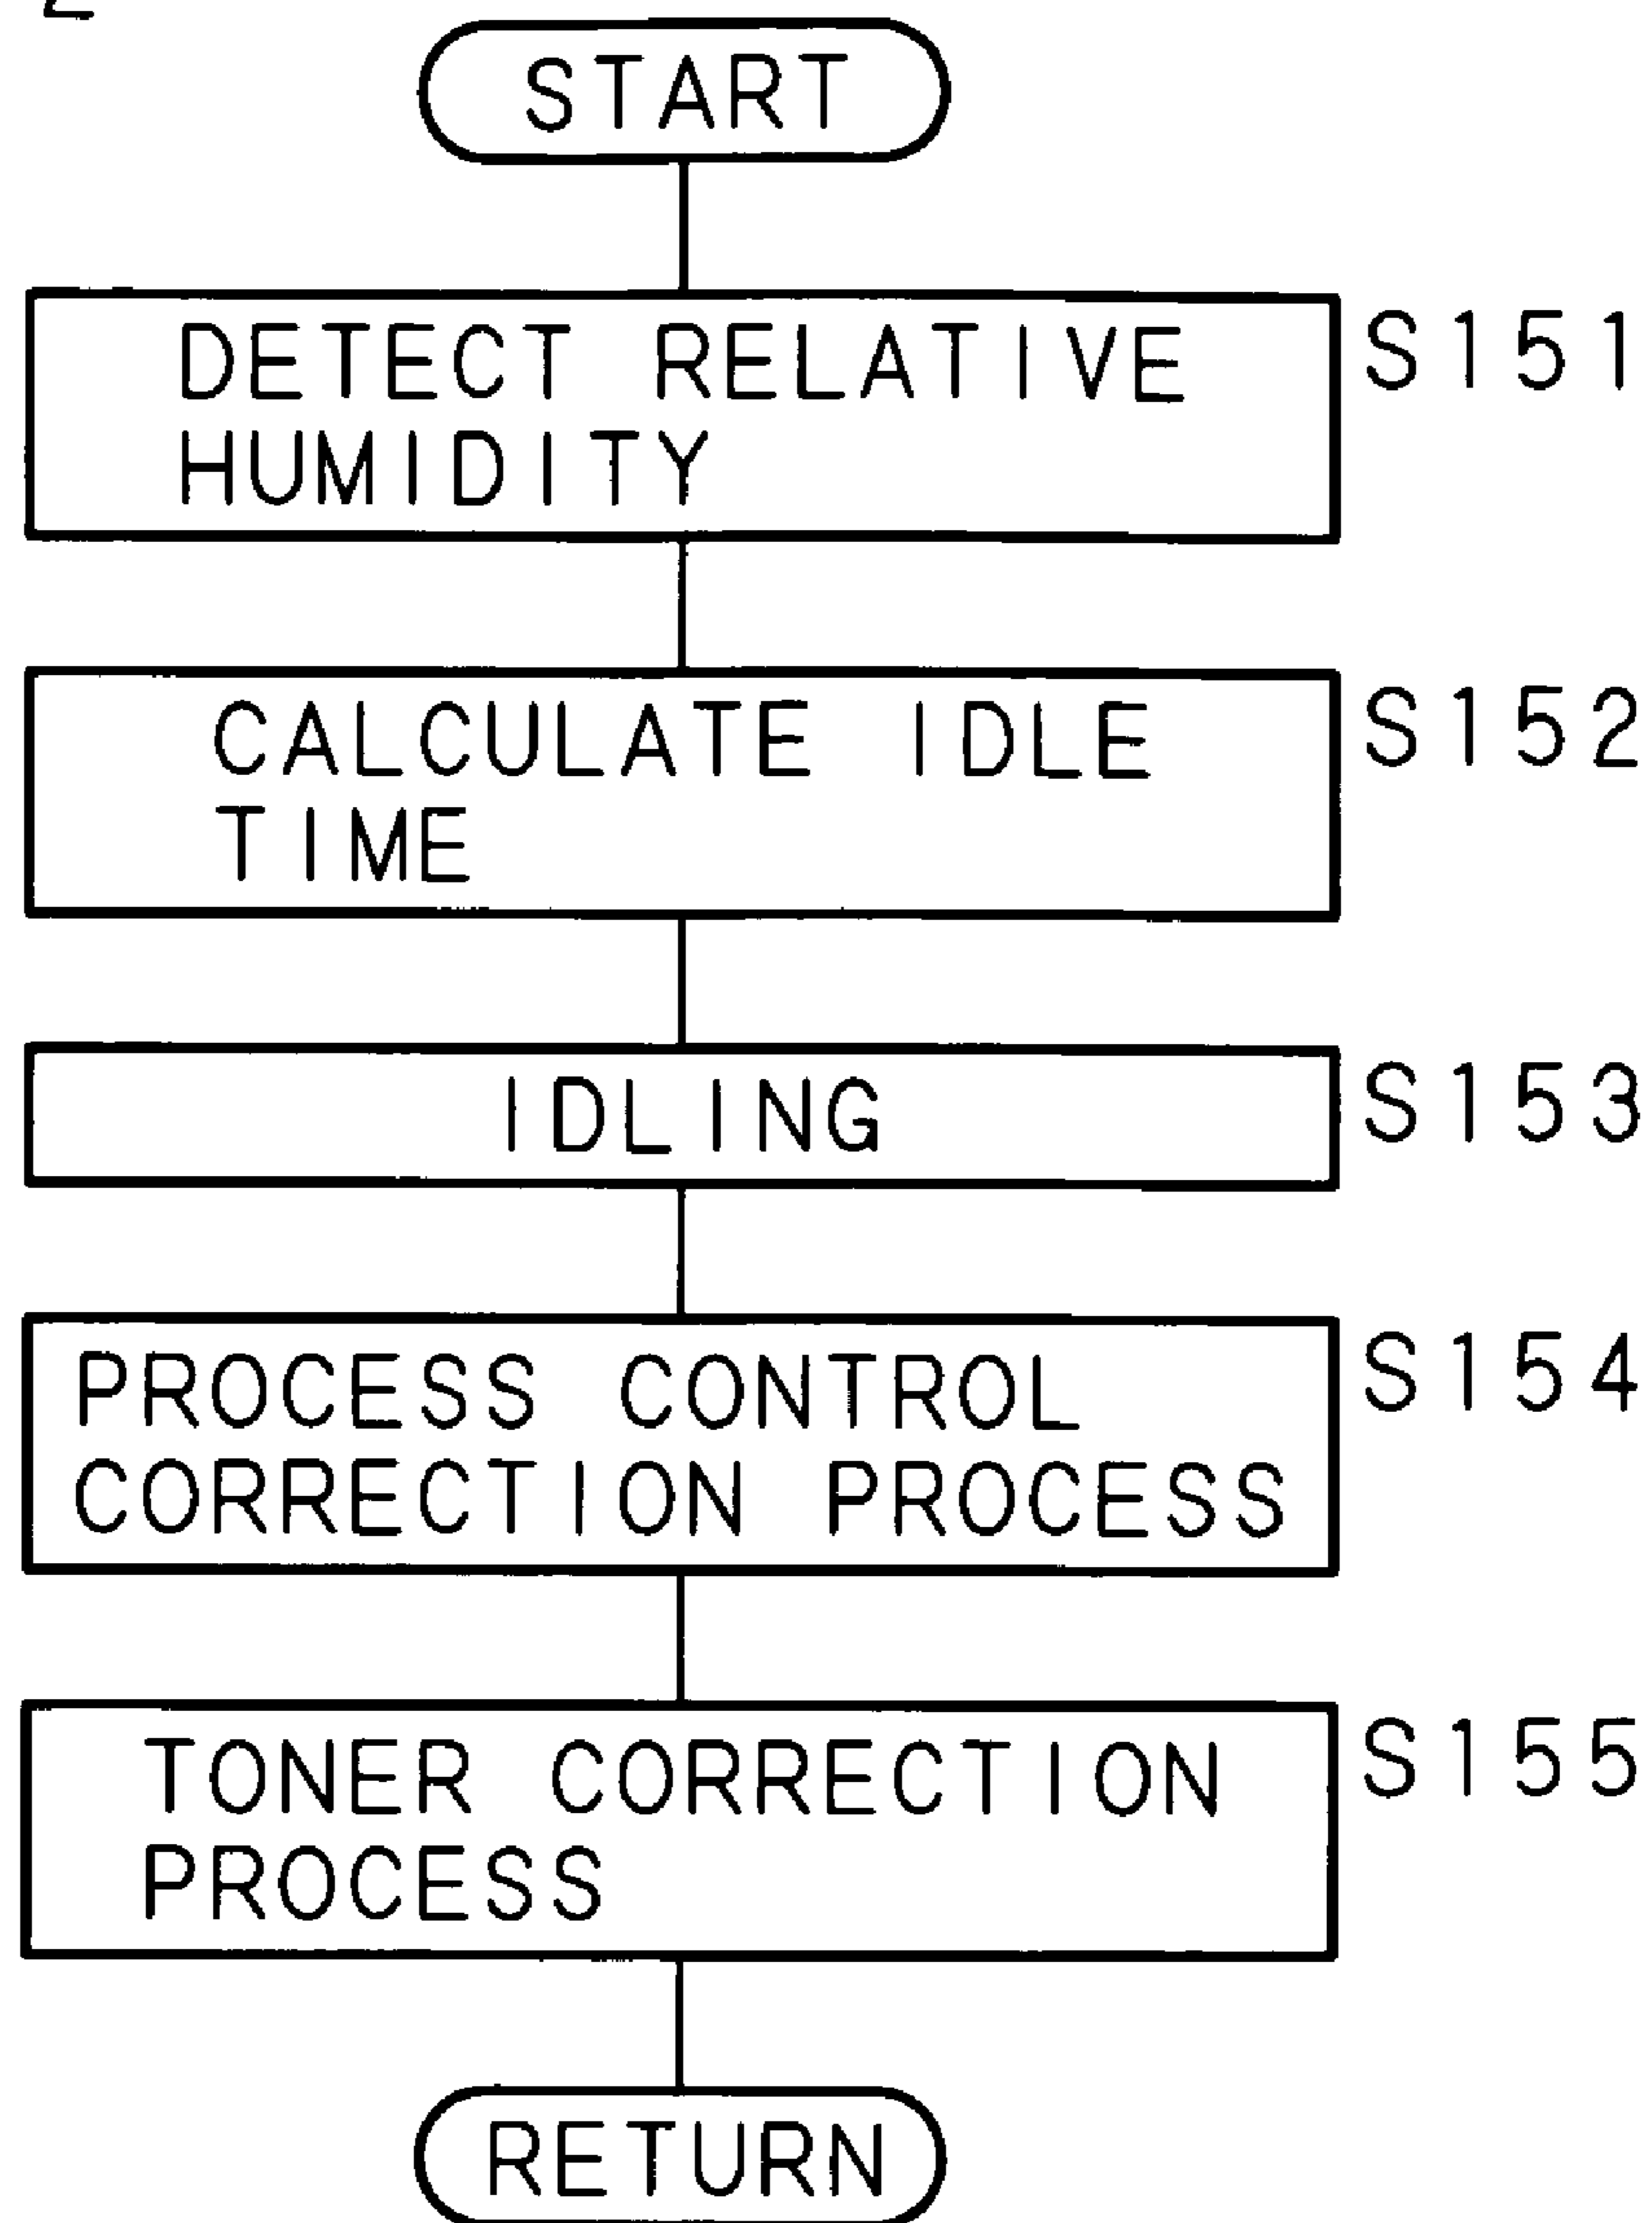 START
DETECT RELATIVE S151
HUMIDITY
CALCULATE IDLE S152
TIME
IDLING S153
PROCESS CONTROL S154
CORRECTION PROCESS
TONER CORRECTION S155
PROCESS
RETURN